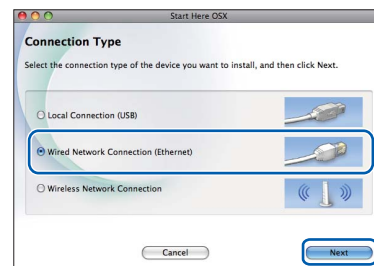 Start Here OSX
Connection Type
Select the connection type of the device you want to install, and then click Next.
Local Connection (USB)
Wired Network Connection (Ethernet)
Wireless Network Connection
Cancel
Next